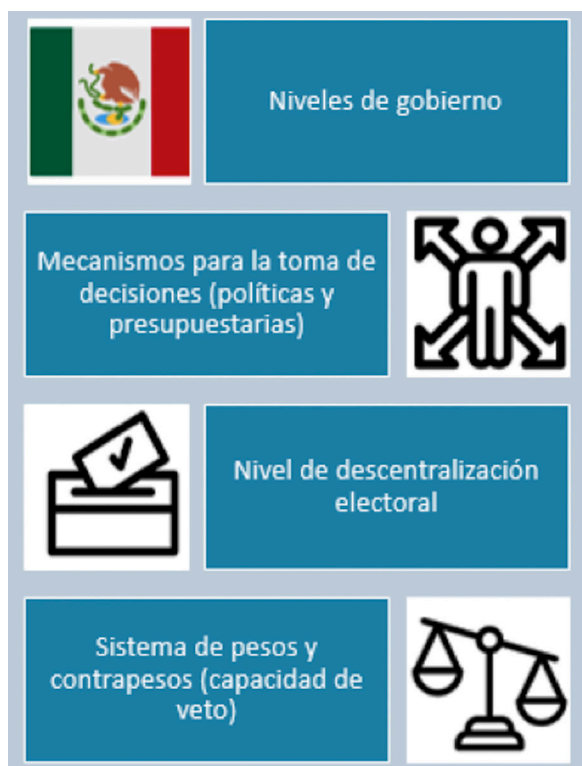 Niveles de gobierno
Mecanismos para la toma de
decisiones (políticas y
presupuestarias)
Nivel de descentralización
electoral
Sistema de pesos y
contrapesos (capacidad de
veto)